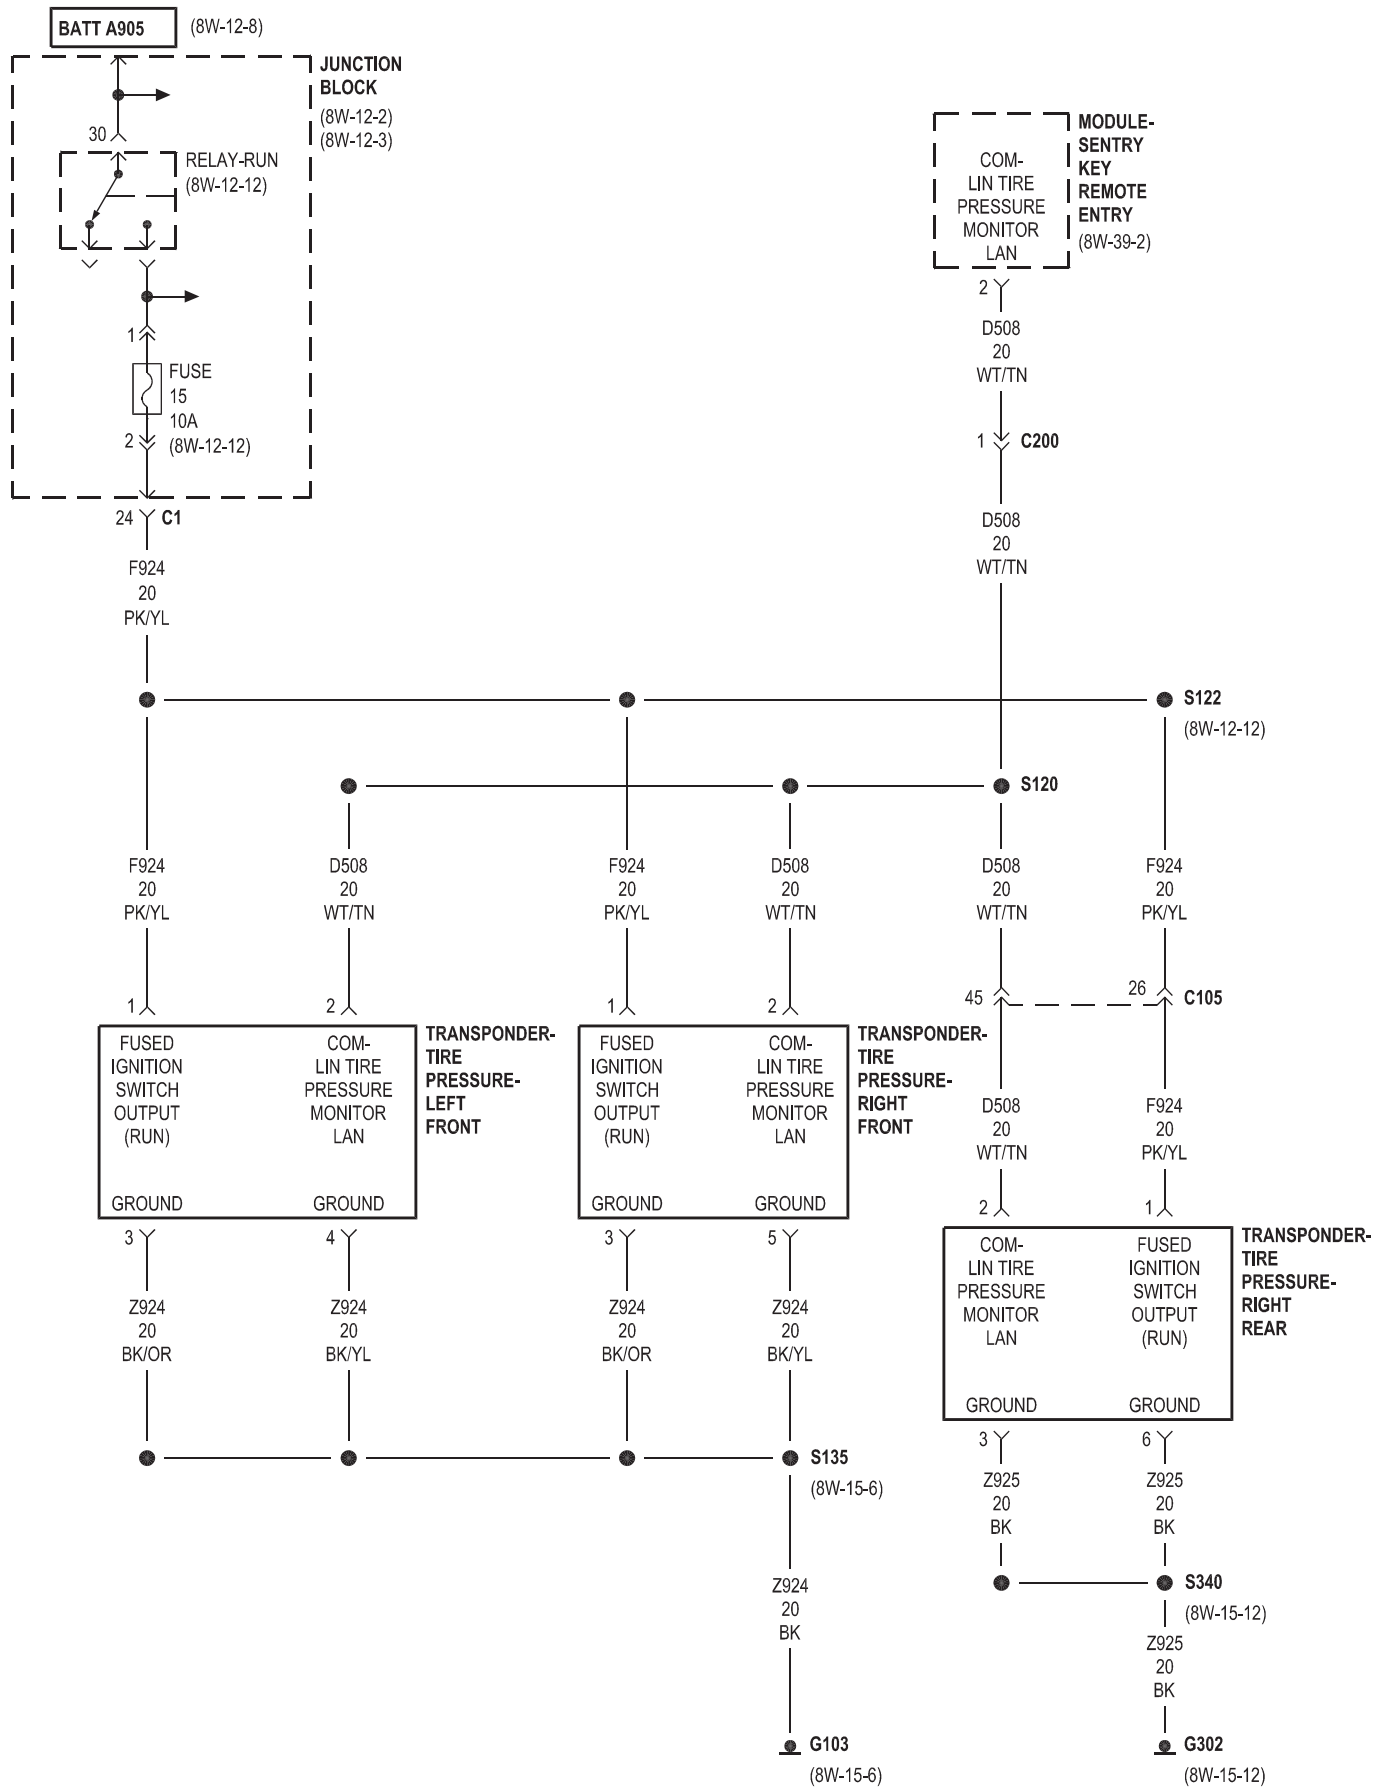 BATT A905 (8W-12-8)
JUNCTION
BLOCK
(8W-12-2)
(8W-12-3)
30
RELAY-RUN
(8W-12-12)
1
FUSE
15
10A
(8W-12-12)
2
24 C1
F924
20
PK/YL
MODULE-
SENTRY
KEY
REMOTE
ENTRY
(8W-39-2)
COM-
LIN TIRE
PRESSURE
MONITOR
LAN
2
D508
20
WT/TN
1 C200
D508
20
WT/TN
S122
(8W-12-12)
S120
F924
20
PK/YL
D508
20
WT/TN
F924
20
PK/YL
D508
20
WT/TN
D508
20
WT/TN
F924
20
PK/YL
1
2
1
2
45
26
C105
FUSED
IGNITION
SWITCH
OUTPUT
(RUN)
COM-
LIN TIRE
PRESSURE
MONITOR
LAN
TRANSPONDER-
TIRE
PRESSURE-
LEFT
FRONT
GROUND
GROUND
FUSED
IGNITION
SWITCH
OUTPUT
(RUN)
COM-
LIN TIRE
PRESSURE
MONITOR
LAN
TRANSPONDER-
TIRE
PRESSURE-
RIGHT
FRONT
GROUND
GROUND
D508
20
WT/TN
F924
20
PK/YL
2
1
3
4
3
5
COM-
LIN TIRE
PRESSURE
MONITOR
LAN
FUSED
IGNITION
SWITCH
OUTPUT
(RUN)
TRANSPONDER-
TIRE
PRESSURE-
RIGHT
REAR
GROUND
GROUND
Z924
20
BK/OR
Z924
20
BK/YL
Z924
20
BK/OR
Z924
20
BK/YL
3
6
S135
(8W-15-6)
Z925
20
BK
Z925
20
BK
Z924
20
BK
S340
(8W-15-12)
Z925
20
BK
G103
(8W-15-6)
G302
(8W-15-12)